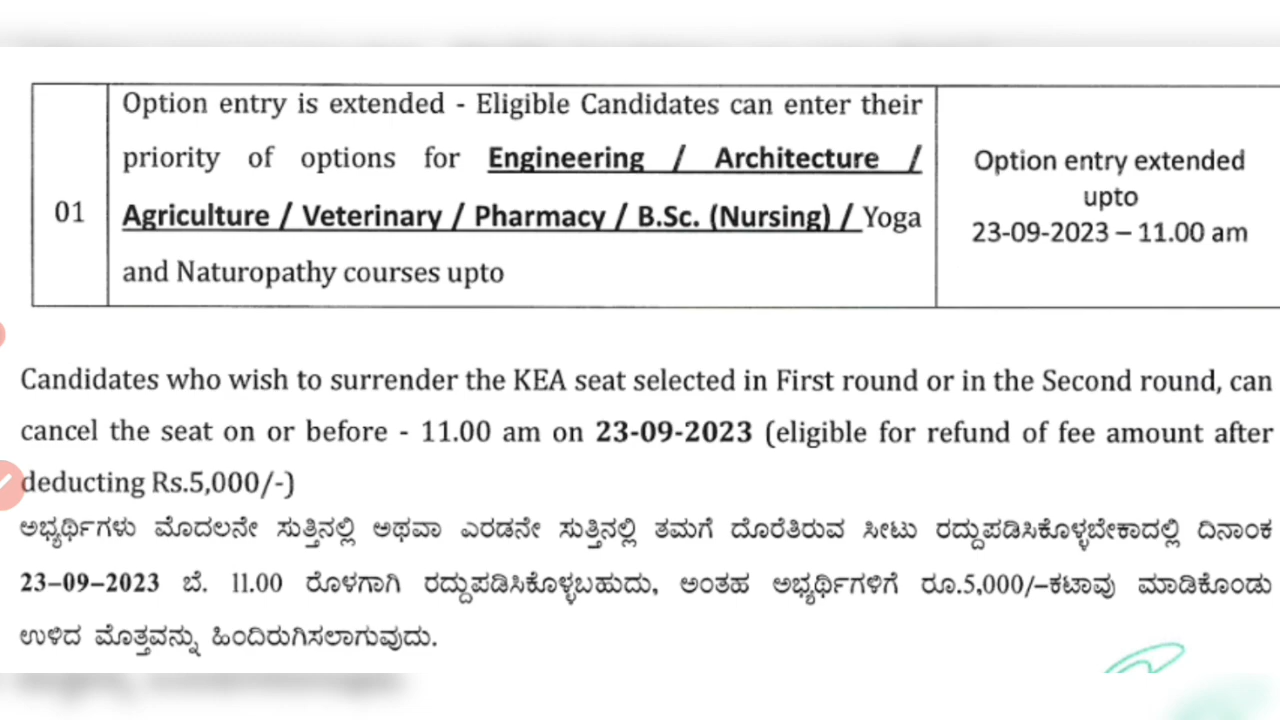 Option entry is extended - Eligible Candidates can enter their
priority of options for Engineering / Architecture /
01
Agriculture / Veterinary / Pharmacy / B.Sc. (Nursing) / Yoga
and Naturopathy courses upto
Option entry extended
upto
23-09-2023 – 11.00 am
Candidates who wish to surrender the KEA seat selected in First round or in the Second round, can
cancel the seat on or before - 11.00 am on 23-09-2023 (eligible for refund of fee amount after
deducting Rs.5,000/-)
ಅಭ್ಯರ್ಥಿಗಳು ಮೊದಲನೇ ಸುತ್ತಿನಲ್ಲಿ ಅಥವಾ ಎರಡನೇ ಸುತ್ತಿನಲ್ಲಿ ತಮಗೆ ದೊರೆತಿರುವ ಸೀಟು ರದ್ದುಪಡಿಸಿಕೊಳ್ಳಬೇಕಾದಲ್ಲಿ ದಿನಾಂಕ
23–09–2023 ಬೆ. 11.00 ರೊಳಗಾಗಿ ರದ್ದುಪಡಿಸಿಕೊಳ್ಳಬಹುದು, ಅಂತಹ ಅಭ್ಯರ್ಥಿಗಳಿಗೆ ರೂ.5,000/–ಕಟಾವು ಮಾಡಿಕೊಂಡು
ಉಳಿದ ಮೊತ್ತವನ್ನು ಹಿಂದಿರುಗಿಸಲಾಗುವುದು.